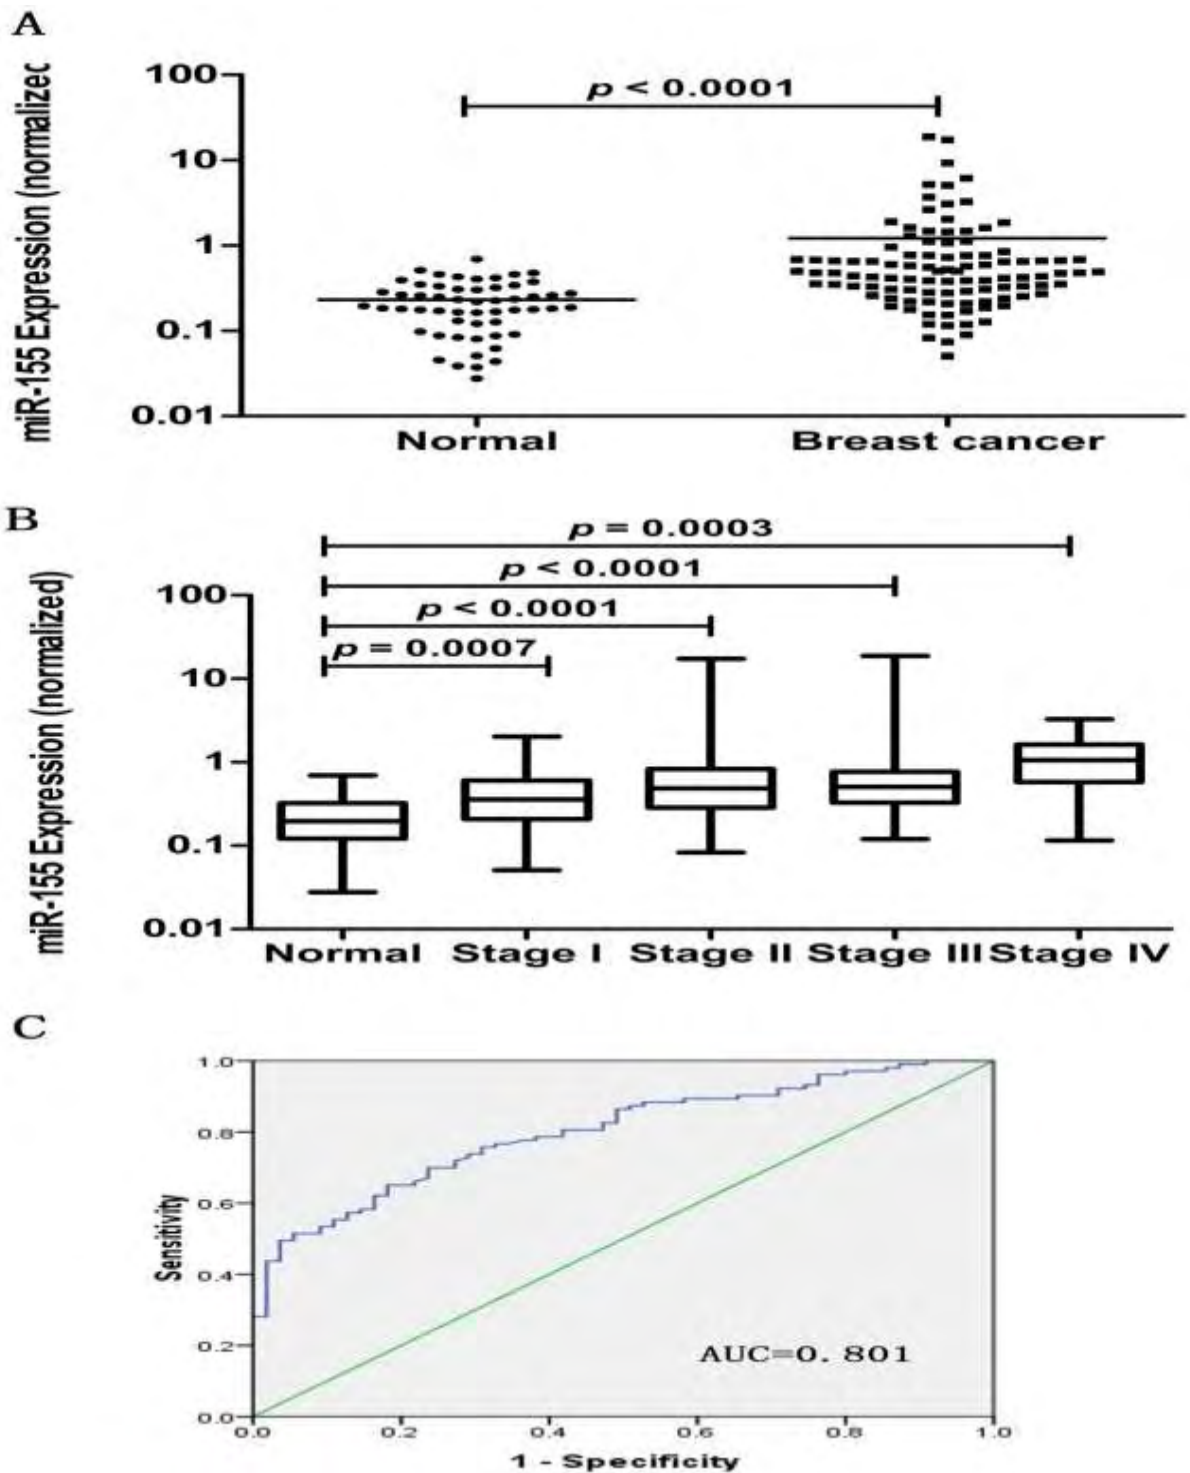 A
miR-155 Expression (normalizec
100
10
1
0.1
0.01
p < 0.0001
Normal Breast cancer
B
miR-155 Expression (normalized)
p = 0.0003
p < 0.0001
p < 0.0001
p = 0.0007
100
10
1
0.1
0.01
Normal Stage I Stage II Stage III Stage IV
C
Sensitivity
1.0
0.8
0.6
0.4
0.2
0.0
AUC=0.801
0.0 0.2 0.4 0.6 0.8 1.0
1 - Specificity